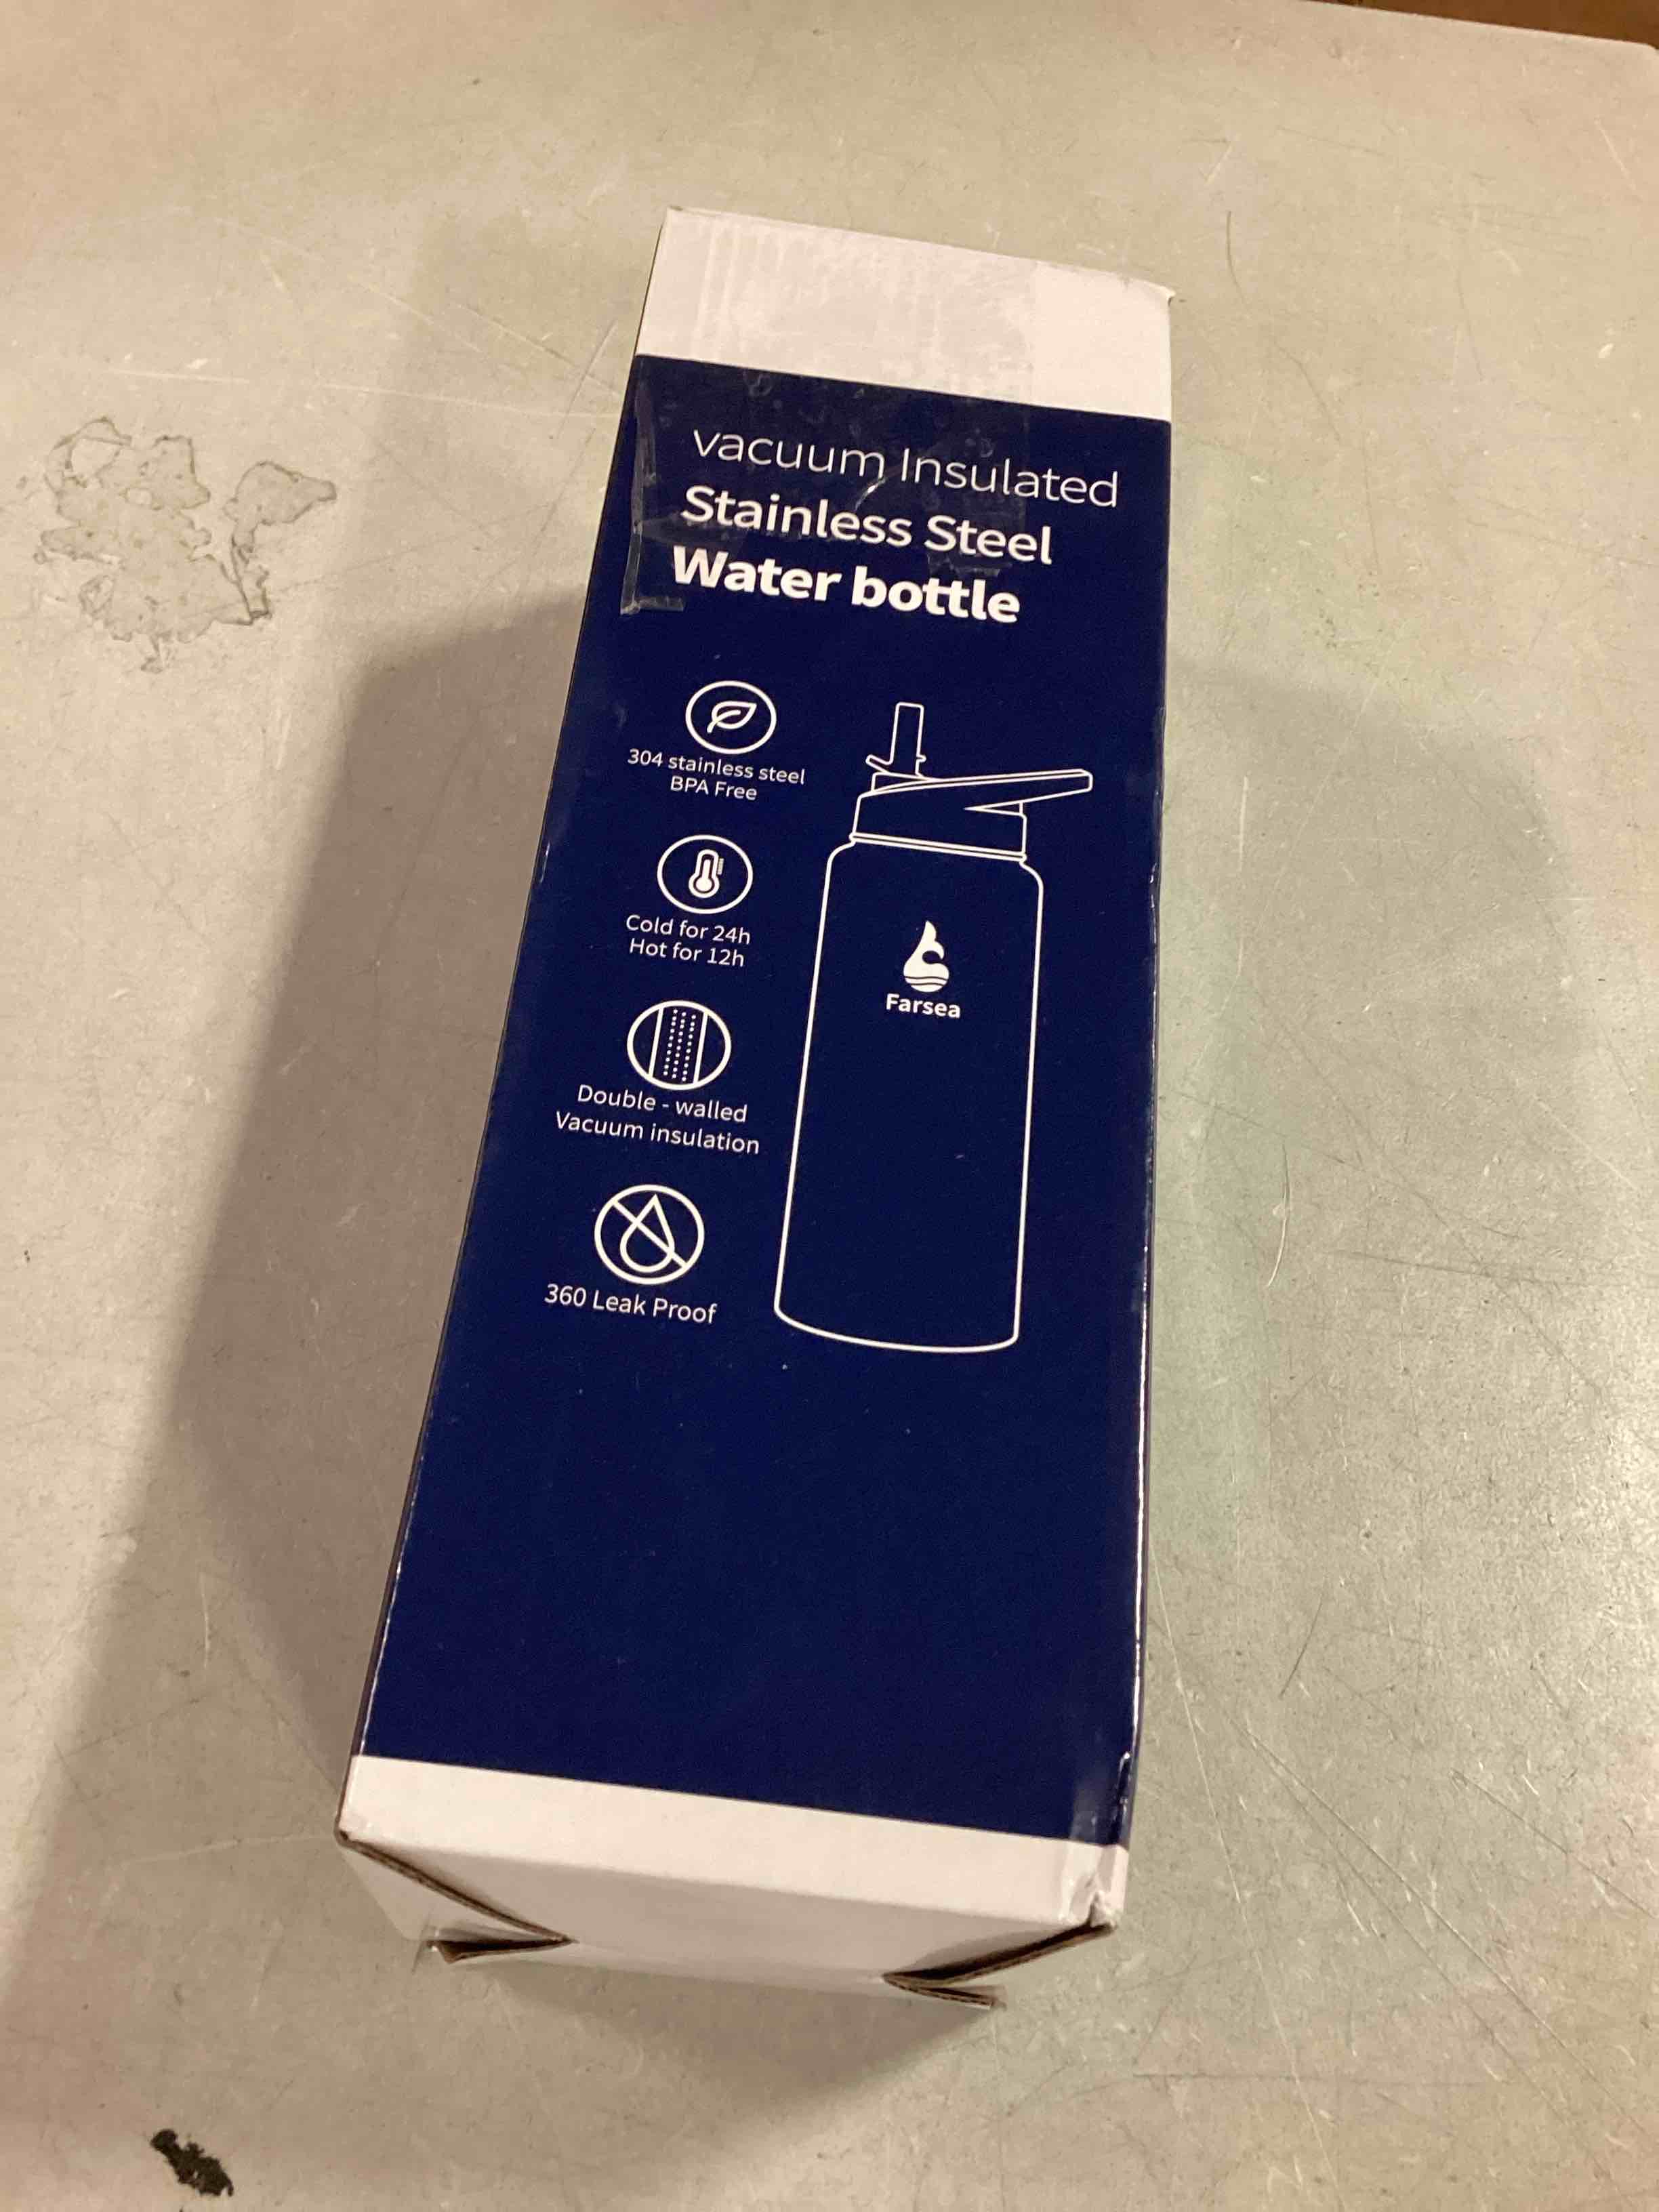 vacuum Insulated
Stainless Steel
Water bottle
304 stainless steel
BPA Free
Cold for 24h
Hot for 12h
Double - walled
Vacuum insulation
360 Leak Proof
Farsea